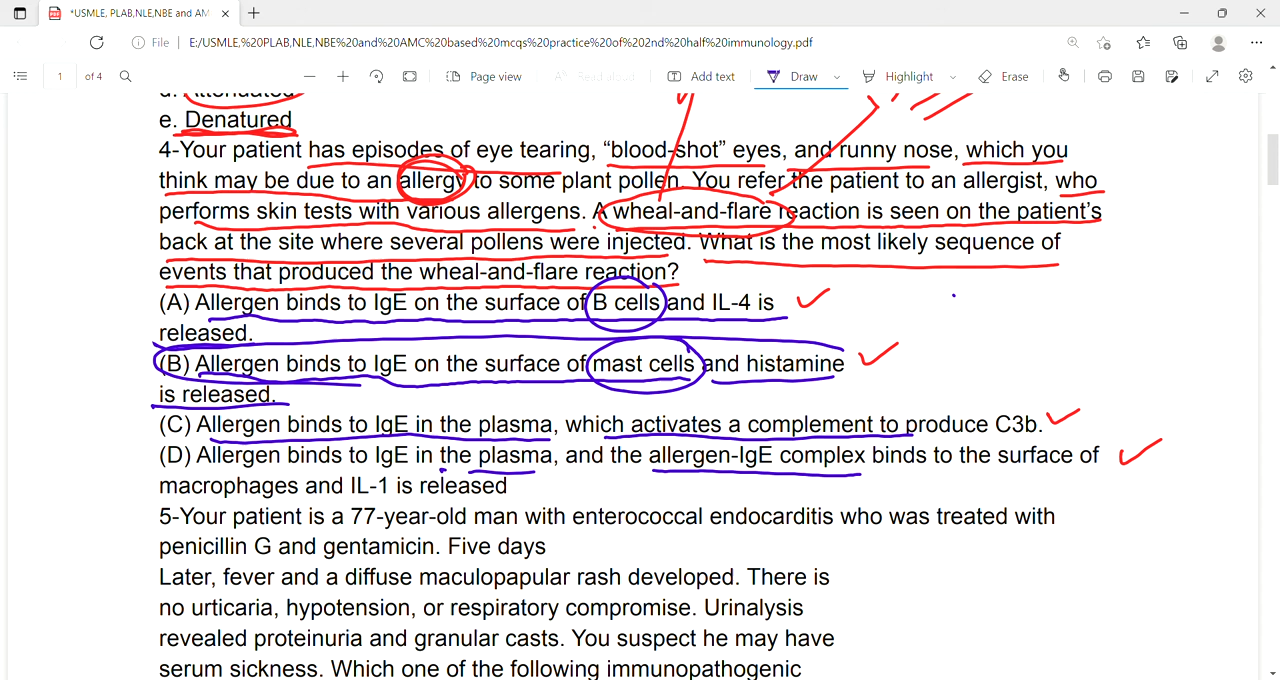 *USMLE, PLAB,NLE,NBE and AM
File
E:/USMLE,%20PLAB,NLE,NBE%20and%20AMC%20based%20mcqs%20practice%20of%202nd%20half%20immunology.pdf
1 of 4
Page view
Read aloud
Add text
Draw
Highlight
Erase
d. Attenuated
e. Denatured
4-Your patient has episodes of eye tearing, “blood-shot” eyes, and runny nose, which you
think may be due to an allergy to some plant pollen. You refer the patient to an allergist, who
performs skin tests with various allergens. A wheal-and-flare reaction is seen on the patient’s
back at the site where several pollens were injected. What is the most likely sequence of
events that produced the wheal-and-flare reaction?
(A) Allergen binds to IgE on the surface of B cells and IL-4 is
released.
(B) Allergen binds to IgE on the surface of mast cells and histamine
is released.
(C) Allergen binds to IgE in the plasma, which activates a complement to produce C3b.
(D) Allergen binds to IgE in the plasma, and the allergen-IgE complex binds to the surface of
macrophages and IL-1 is released
5-Your patient is a 77-year-old man with enterococcal endocarditis who was treated with
penicillin G and gentamicin. Five days
Later, fever and a diffuse maculopapular rash developed. There is
no urticaria, hypotension, or respiratory compromise. Urinalysis
revealed proteinuria and granular casts. You suspect he may have
serum sickness. Which one of the following immunopathogenic